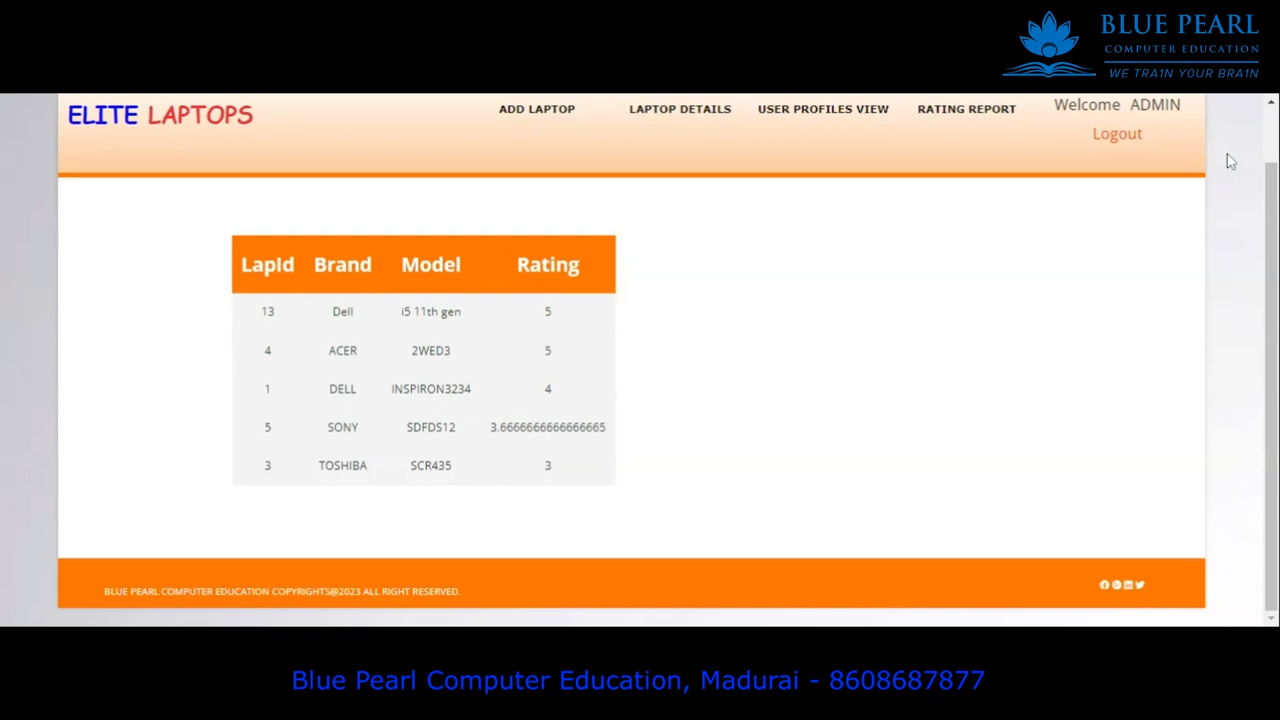 BLUE PEARL
COMPUTER EDUCATION
WE TRAIN YOUR BRAIN
ELITE LAPTOPS
ADD LAPTOP LAPTOP DETAILS USER PROFILES VIEW RATING REPORT
Welcome ADMIN
Logout
LapId Brand Model Rating
13 Dell i5 11th gen 5
4 ACER 2WED3 5
1 DELL INSPIRON3234 4
5 SONY SDFDS12 3.6666666666666665
3 TOSHIBA SCR435 3
BLUE PEARL COMPUTER EDUCATION COPYRIGHTS@2023 ALL RIGHT RESERVED.
Blue Pearl Computer Education, Madurai - 8608687877